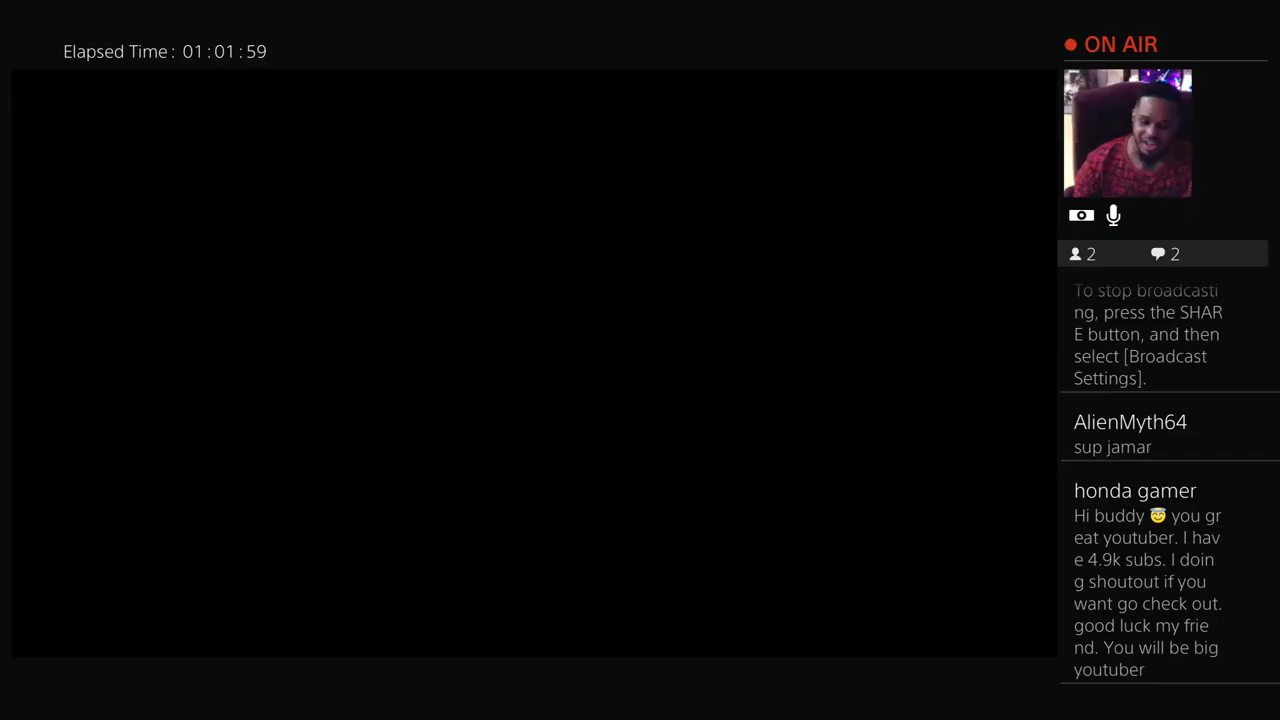 Elapsed Time: 01:01:59
ON AIR
2 2
To stop broadcasti
ng, press the SHAR
E button, and then
select [Broadcast
Settings].
AlienMyth64
sup jamar
honda gamer
Hi buddy 😇 you gr
eat youtuber. I hav
e 4.9k subs. I doin
g shoutout if you
want go check out.
good luck my frie
nd. You will be big
youtuber